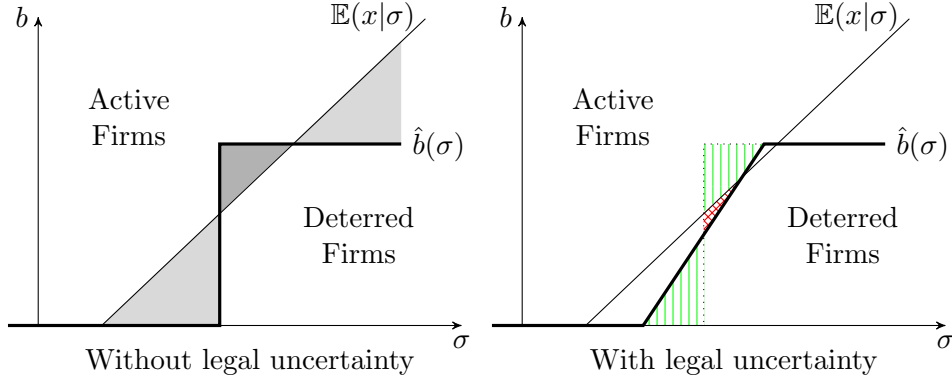 b
𝔼(x|σ)
Active
Firms
b̂(σ)
Deterred
Firms
σ
Without legal uncertainty
b
𝔼(x|σ)
Active
Firms
b̂(σ)
Deterred
Firms
σ
With legal uncertainty